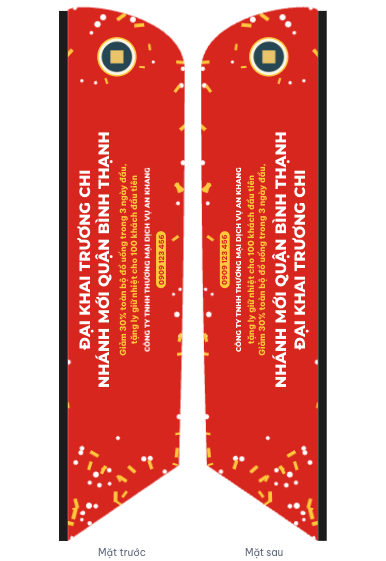 ĐẠI KHAI TRƯƠNG CHI
NHÁNH MỚI QUẬN BÌNH THẠNH
Giảm 30% toàn bộ đồ uống trong 3 ngày đầu,
tặng ly giữ nhiệt cho 100 khách đầu tiên
CÔNG TY TNHH THƯƠNG MẠI DỊCH VỤ AN KHANG
0909 123 456
Mặt trước
ĐẠI KHAI TRƯƠNG CHI
NHÁNH MỚI QUẬN BÌNH THẠNH
Giảm 30% toàn bộ đồ uống trong 3 ngày đầu,
tặng ly giữ nhiệt cho 100 khách đầu tiên
CÔNG TY TNHH THƯƠNG MẠI DỊCH VỤ AN KHANG
0909 123 456
Mặt sau